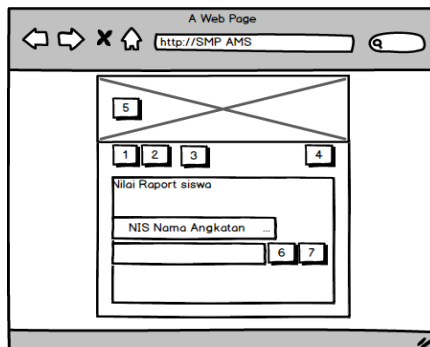 A Web Page
http://SMP AMS
5
1 2 3 4
Nilai Raport siswa
NIS Nama Angkatan ...
6 7